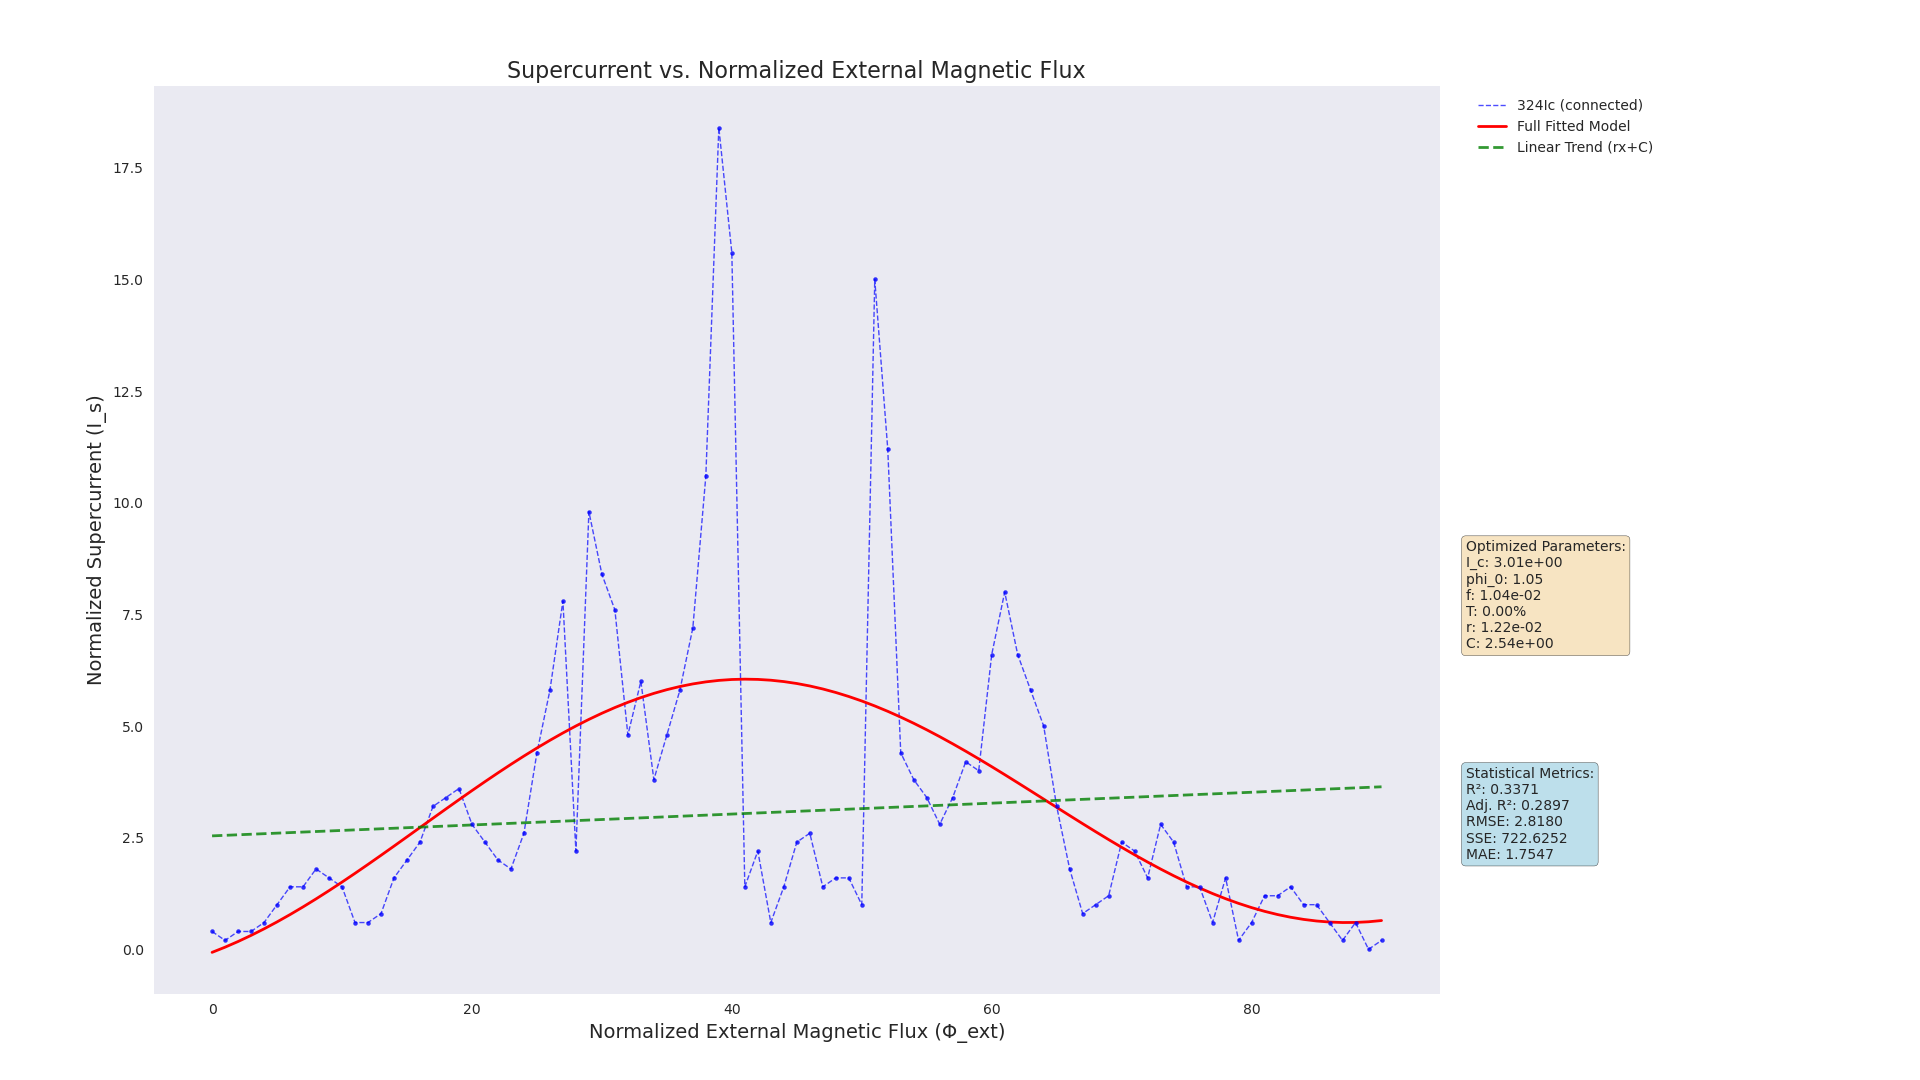 Supercurrent vs. Normalized External Magnetic Flux
324Ic (connected)
Full Fitted Model
Linear Trend (rx+C)
Normalized Supercurrent (I_s)
17.5
15.0
12.5
10.0
7.5
5.0
2.5
0.0
0 20 40 60 80
Normalized External Magnetic Flux (Φ_ext)
Optimized Parameters:
I_c: 3.01e+00
phi_0: 1.05
f: 1.04e-02
T: 0.00%
r: 1.22e-02
C: 2.54e+00
Statistical Metrics:
R²: 0.3371
Adj. R²: 0.2897
RMSE: 2.8180
SSE: 722.6252
MAE: 1.7547